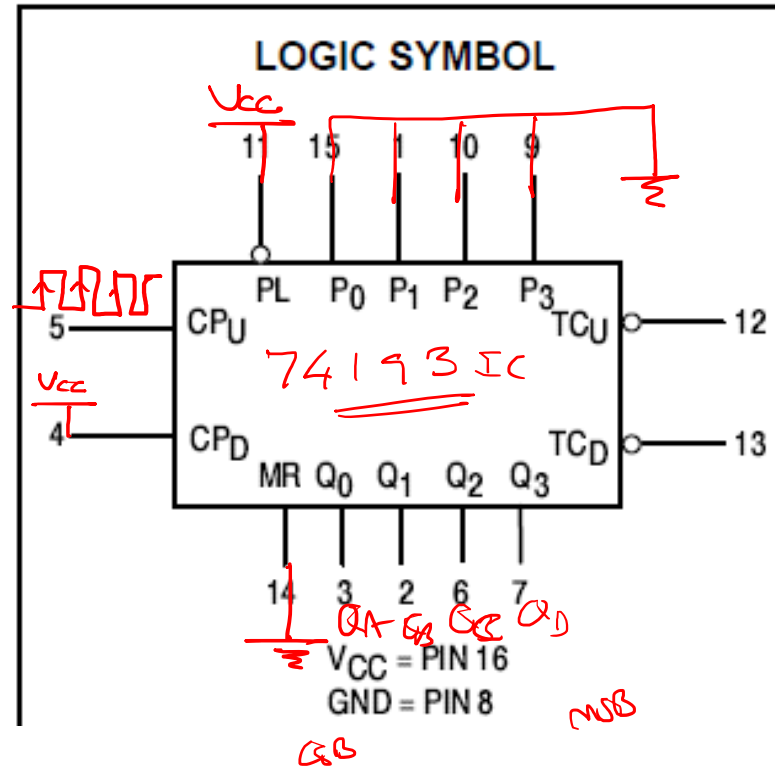 LOGIC SYMBOL
Vcc
11 15 1 10 9
PL P0 P1 P2 P3
5 CPU TCU 12
74193 IC
Vcc
4 CPD TCD 13
MR Q0 Q1 Q2 Q3
14 3 2 6 7
QA QB QC QD
VCC = PIN 16
GND = PIN 8
MSB